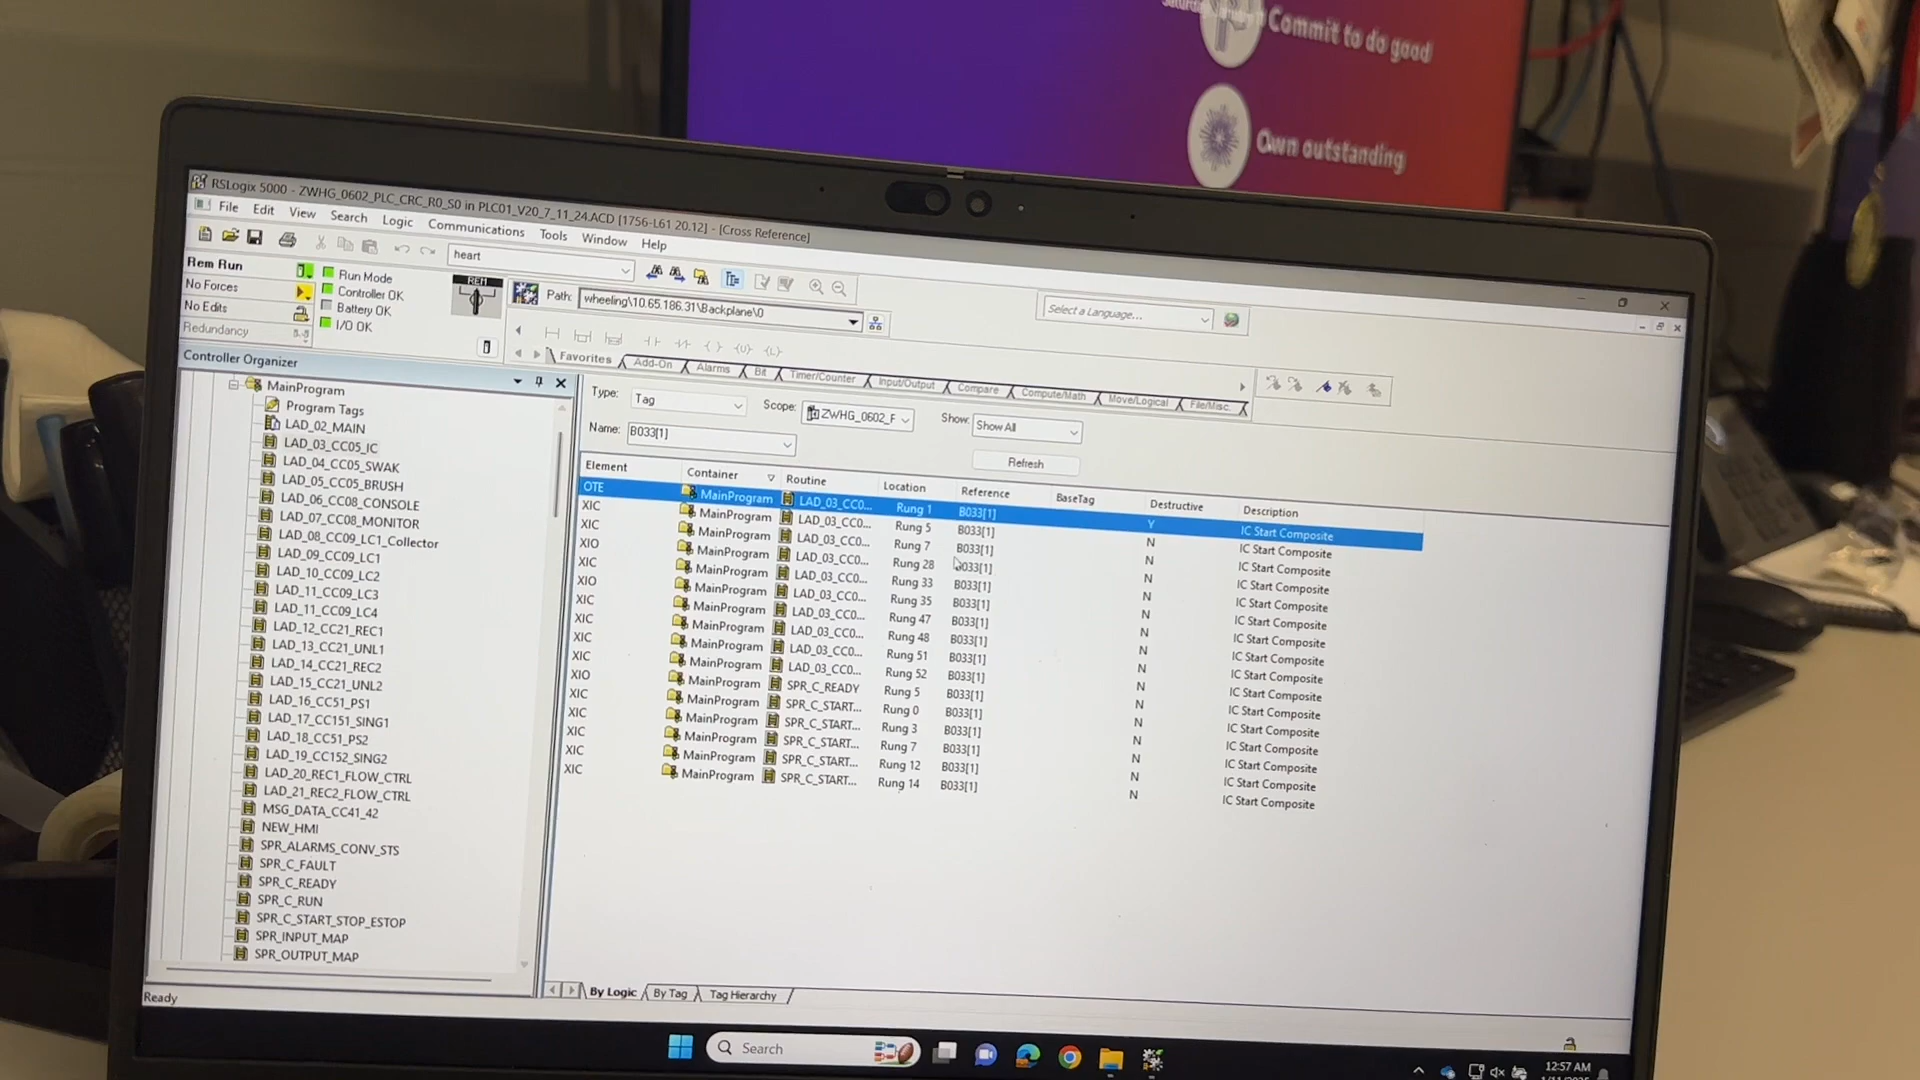 Commit to do good
Own outstanding
RSLogix 5000 - ZWHG_0602_PLC_CRC_R0_S0 in PLC01_V20_7_11_24.ACD [1756-L61 20.12] - [Cross Reference]
File Edit View Search Logic Communications Tools Window Help
heart
Rem Run
No Forces
No Edits
Redundancy
Run Mode
Controller OK
Battery OK
I/O OK
REM
Path: wheeling\10.65.186.31\Backplane\0
Select a Language...
Favorites Add-On Alarms Bit Timer/Counter Input/Output Compare Compute/Math Move/Logical File/Misc.
Controller Organizer
MainProgram
Program Tags
LAD_02_MAIN
LAD_03_CC05_IC
LAD_04_CC05_SWAK
LAD_05_CC05_BRUSH
LAD_06_CC08_CONSOLE
LAD_07_CC08_MONITOR
LAD_08_CC09_LC1_Collector
LAD_09_CC09_LC1
LAD_10_CC09_LC2
LAD_11_CC09_LC3
LAD_11_CC09_LC4
LAD_12_CC21_REC1
LAD_13_CC21_UNL1
LAD_14_CC21_REC2
LAD_15_CC21_UNL2
LAD_16_CC51_PS1
LAD_17_CC151_SING1
LAD_18_CC51_PS2
LAD_19_CC152_SING2
LAD_20_REC1_FLOW_CTRL
LAD_21_REC2_FLOW_CTRL
MSG_DATA_CC41_42
NEW_HMI
SPR_ALARMS_CONV_STS
SPR_C_FAULT
SPR_C_READY
SPR_C_RUN
SPR_C_START_STOP_ESTOP
SPR_INPUT_MAP
SPR_OUTPUT_MAP
Type: Tag Scope: ZWHG_0602_F Show: Show All
Name: B033[1]
Refresh
Element Container Routine Location Reference BaseTag Destructive Description
OTE MainProgram LAD_03_CC0... Rung 1 B033[1] Y IC Start Composite
XIC MainProgram LAD_03_CC0... Rung 5 B033[1] N IC Start Composite
XIC MainProgram LAD_03_CC0... Rung 7 B033[1] N IC Start Composite
XIO MainProgram LAD_03_CC0... Rung 28 B033[1] N IC Start Composite
XIC MainProgram LAD_03_CC0... Rung 33 B033[1] N IC Start Composite
XIO MainProgram LAD_03_CC0... Rung 35 B033[1] N IC Start Composite
XIC MainProgram LAD_03_CC0... Rung 47 B033[1] N IC Start Composite
XIC MainProgram LAD_03_CC0... Rung 48 B033[1] N IC Start Composite
XIC MainProgram LAD_03_CC0... Rung 51 B033[1] N IC Start Composite
XIC MainProgram LAD_03_CC0... Rung 52 B033[1] N IC Start Composite
XIO MainProgram SPR_C_READY Rung 5 B033[1] N IC Start Composite
XIC MainProgram SPR_C_START... Rung 0 B033[1] N IC Start Composite
XIC MainProgram SPR_C_START... Rung 3 B033[1] N IC Start Composite
XIC MainProgram SPR_C_START... Rung 7 B033[1] N IC Start Composite
XIC MainProgram SPR_C_START... Rung 12 B033[1] N IC Start Composite
XIC MainProgram SPR_C_START... Rung 14 B033[1] N IC Start Composite
By Logic By Tag Tag Hierarchy
Ready
Search
12:57 AM